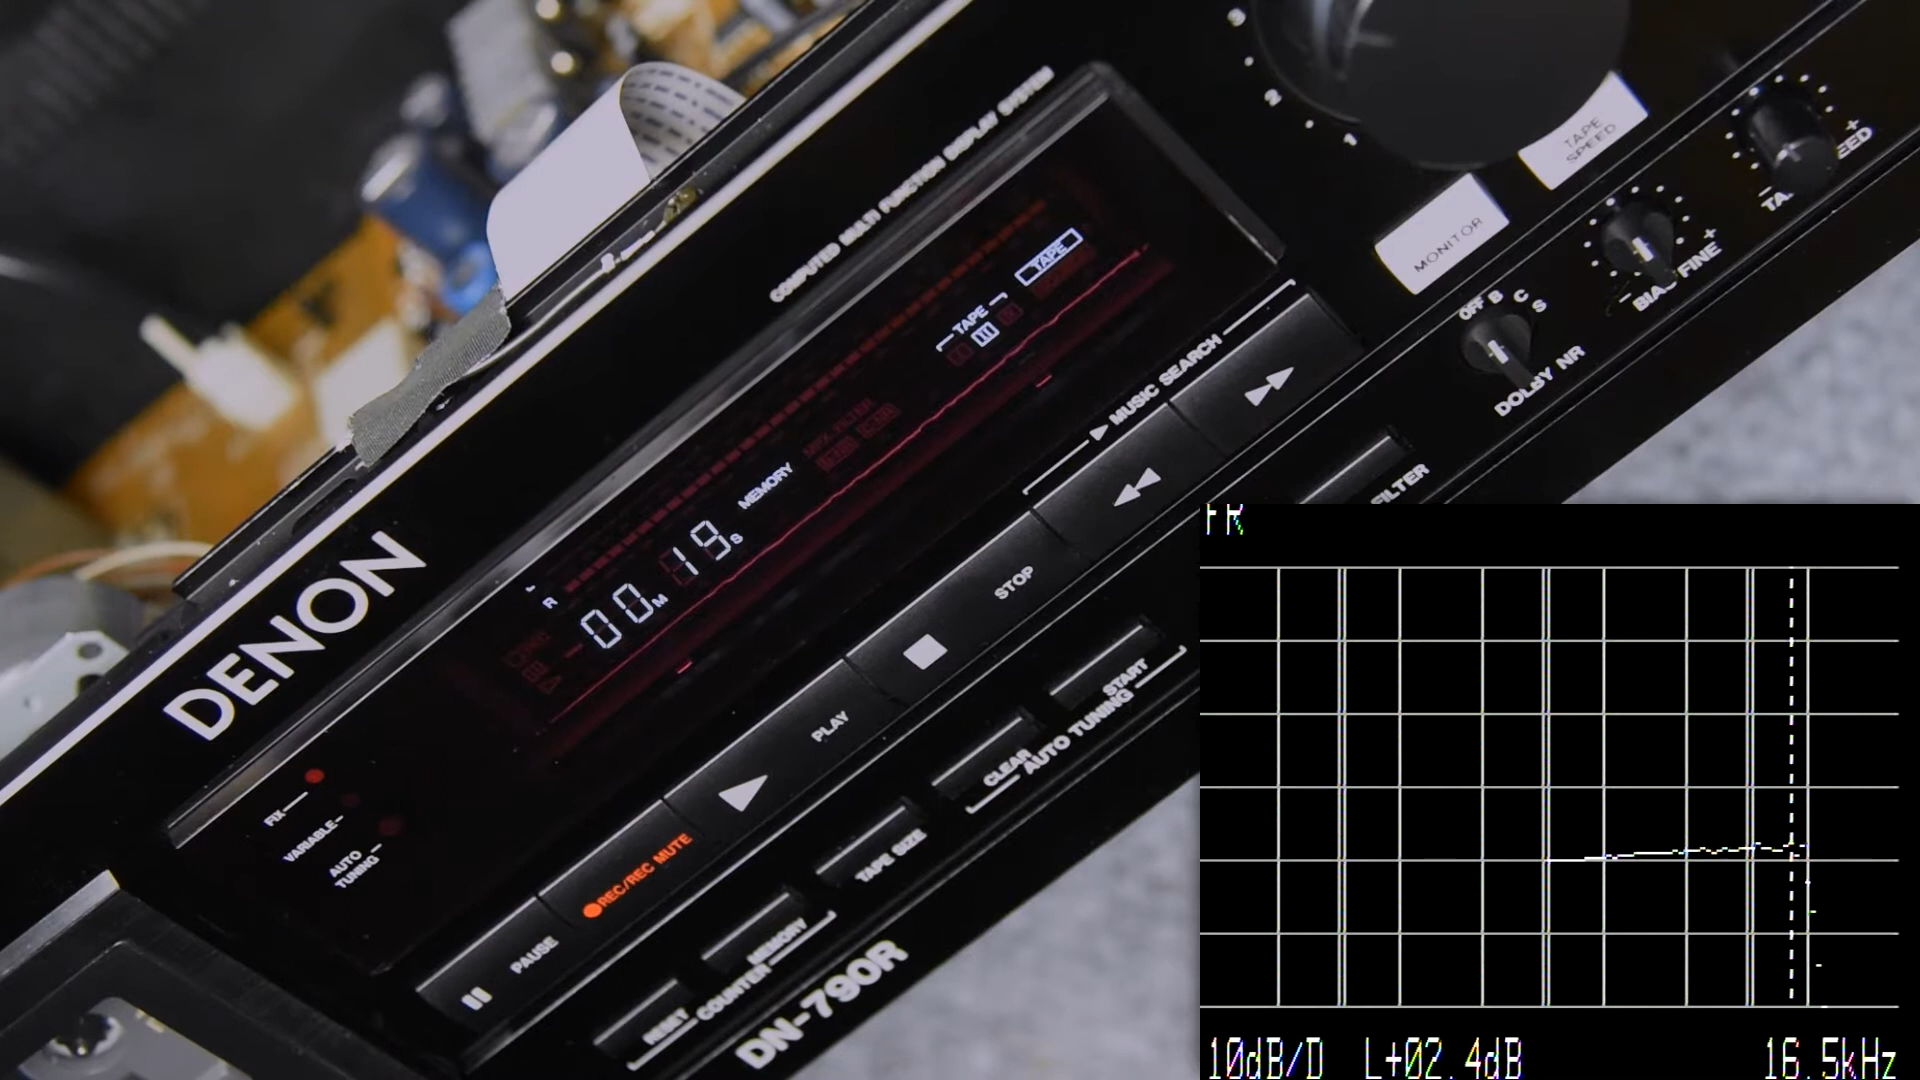 COMPUTED MULTI FUNCTION DISPLAY SYSTEM
3
2
1
TAPE
SPEED
MONITOR
TAPE
TAPE
II
MEMORY
-00M 19S
L
R
DENON
FIX
VARIABLE
AUTO
TUNING
MUSIC SEARCH
STOP
PLAY
REC/REC MUTE
PAUSE
OFF B C S
DOLBY NR
- +
BIAS FINE
- +
FILTER
START
CLEAR
AUTO TUNING
TAPE SIZE
MEMORY
RESET
COUNTER
DN-790R
FR
10dB/D L+02.4dB 16.5kHz